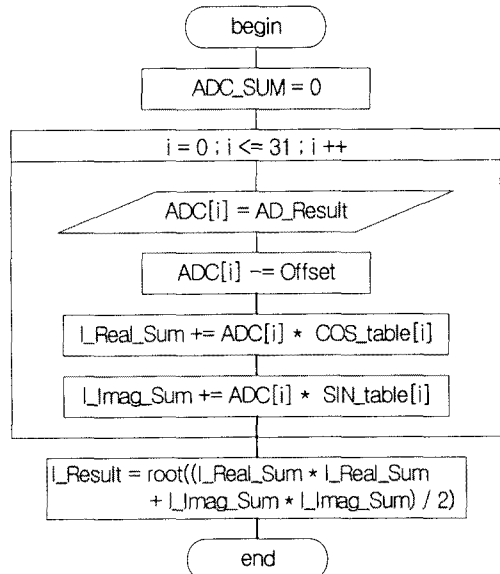 begin
ADC_SUM = 0
i = 0 ; i <= 31 ; i ++
ADC[i] = AD_Result
ADC[i] -= Offset
I_Real_Sum += ADC[i] * COS_table[i]
I_Imag_Sum += ADC[i] * SIN_table[i]
I_Result = root((I_Real_Sum * I_Real_Sum
+ I_Imag_Sum * I_Imag_Sum) / 2)
end